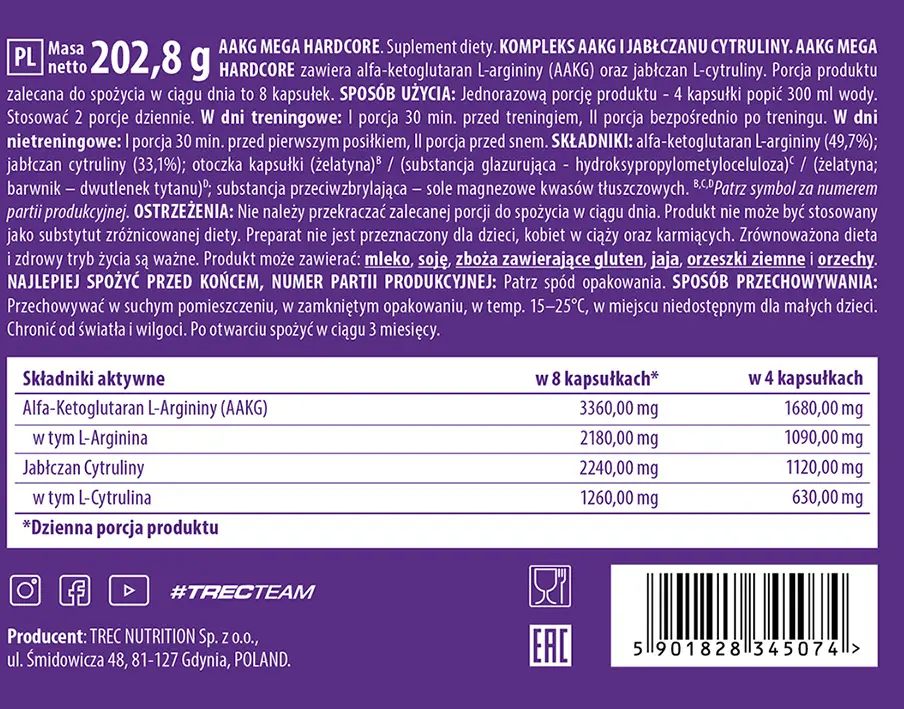 PL Masa netto 202,8 g AAKG MEGA HARDCORE. Suplement diety. KOMPLEKS AAKG I JABŁCZANU CYTRULINY. AAKG MEGA
HARDCORE zawiera alfa-ketoglutaran L-argininy (AAKG) oraz jabłczan L-cytruliny. Porcja produktu
zalecana do spożycia w ciągu dnia to 8 kapsułek. SPOSÓB UŻYCIA: Jednorazową porcję produktu - 4 kapsułki popić 300 ml wody.
Stosować 2 porcje dziennie. W dni treningowe: I porcja 30 min. przed treningiem, II porcja bezpośrednio po treningu. W dni
nietreningowe: I porcja 30 min. przed pierwszym posiłkiem, II porcja przed snem. SKŁADNIKI: alfa-ketoglutaran L-argininy (49,7%);
jabłczan cytruliny (33,1%); otoczka kapsułki (żelatyna)ᴮ / (substancja glazurująca - hydroksypropylometyloceluloza)ᶜ / (żelatyna;
barwnik – dwutlenek tytanu)ᴰ; substancja przeciwzbrylająca – sole magnezowe kwasów tłuszczowych. ᴮ,ᶜ,ᴰPatrz symbol za numerem
partii produkcyjnej. OSTRZEŻENIA: Nie należy przekraczać zalecanej porcji do spożycia w ciągu dnia. Produkt nie może być stosowany
jako substytut zróżnicowanej diety. Preparat nie jest przeznaczony dla dzieci, kobiet w ciąży oraz karmiących. Zrównoważona dieta
i zdrowy tryb życia są ważne. Produkt może zawierać: mleko, soję, zboża zawierające gluten, jaja, orzeszki ziemne i orzechy.
NAJLEPIEJ SPOŻYĆ PRZED KOŃCEM, NUMER PARTII PRODUKCYJNEJ: Patrz spód opakowania. SPOSÓB PRZECHOWYWANIA:
Przechowywać w suchym pomieszczeniu, w zamkniętym opakowaniu, w temp. 15–25°C, w miejscu niedostępnym dla małych dzieci.
Chronić od światła i wilgoci. Po otwarciu spożyć w ciągu 3 miesięcy.
Składniki aktywne w 8 kapsułkach* w 4 kapsułkach
Alfa-Ketoglutaran L-Argininy (AAKG) 3360,00 mg 1680,00 mg
w tym L-Arginina 2180,00 mg 1090,00 mg
Jabłczan Cytruliny 2240,00 mg 1120,00 mg
w tym L-Cytrulina 1260,00 mg 630,00 mg
*Dzienna porcja produktu
#TRECTEAM
Producent: TREC NUTRITION Sp. z o.o.,
ul. Śmidowicza 48, 81-127 Gdynia, POLAND.
EAC
5 901828 345074 >